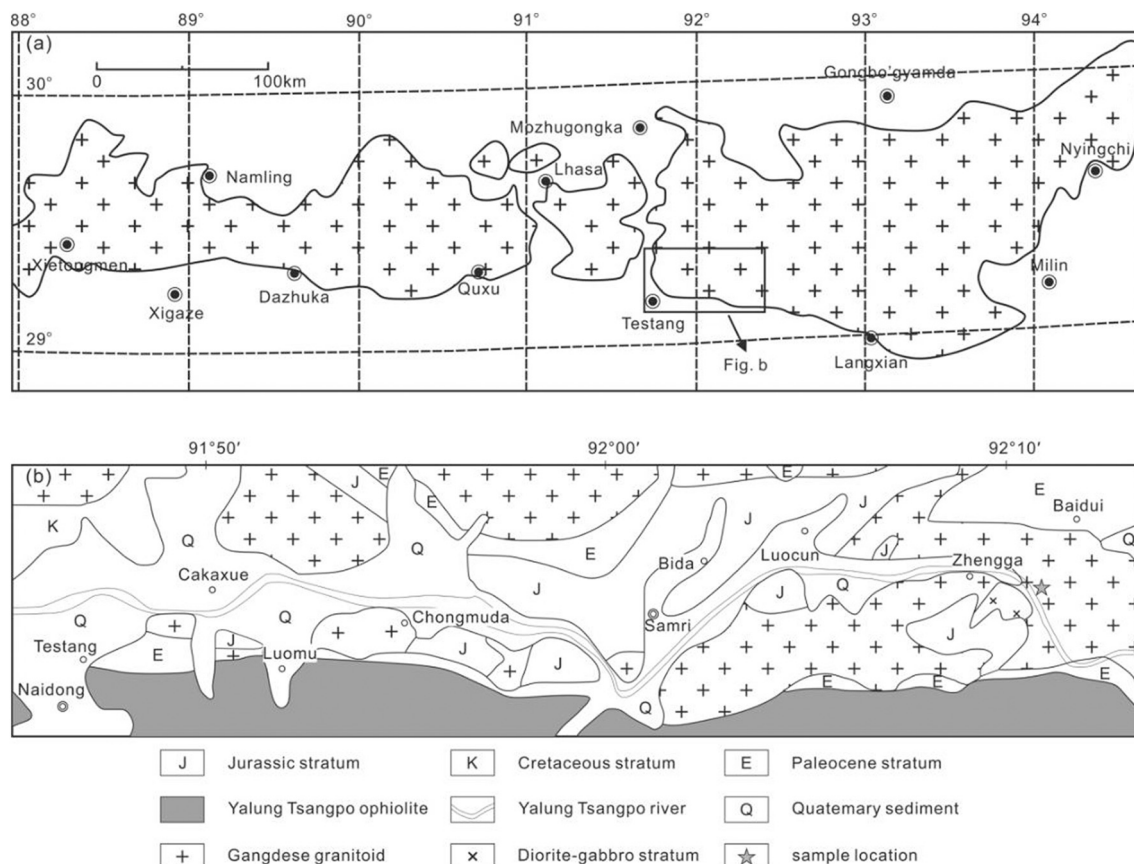 88° 89° 90° 91° 92° 93° 94°
(a)
0 100km
30°
Gongbo'gyamda
Mozhugongka
Nyingchi
Lhasa
Namling
Xietongmen
Milin
Dazhuka
Quxu
Xigaze
Testang
29°
Langxian
Fig. b
91°50′ 92°00′ 92°10′
(b)
J E E
E
K
J
Baidui
E
Q
Luocun
Q
Q
E
J
Bida
Zhengga
Cakaxue
J
Q
J
Chongmuda
Samri
Q
Q
J
Testang
J
Luomu
J
J
E
E
E
E
Naidong
Q
J Jurassic stratum
K Cretaceous stratum
E Paleocene stratum
Yalung Tsangpo ophiolite
Yalung Tsangpo river
Q Quatemary sediment
Gangdese granitoid
Diorite-gabbro stratum
sample location